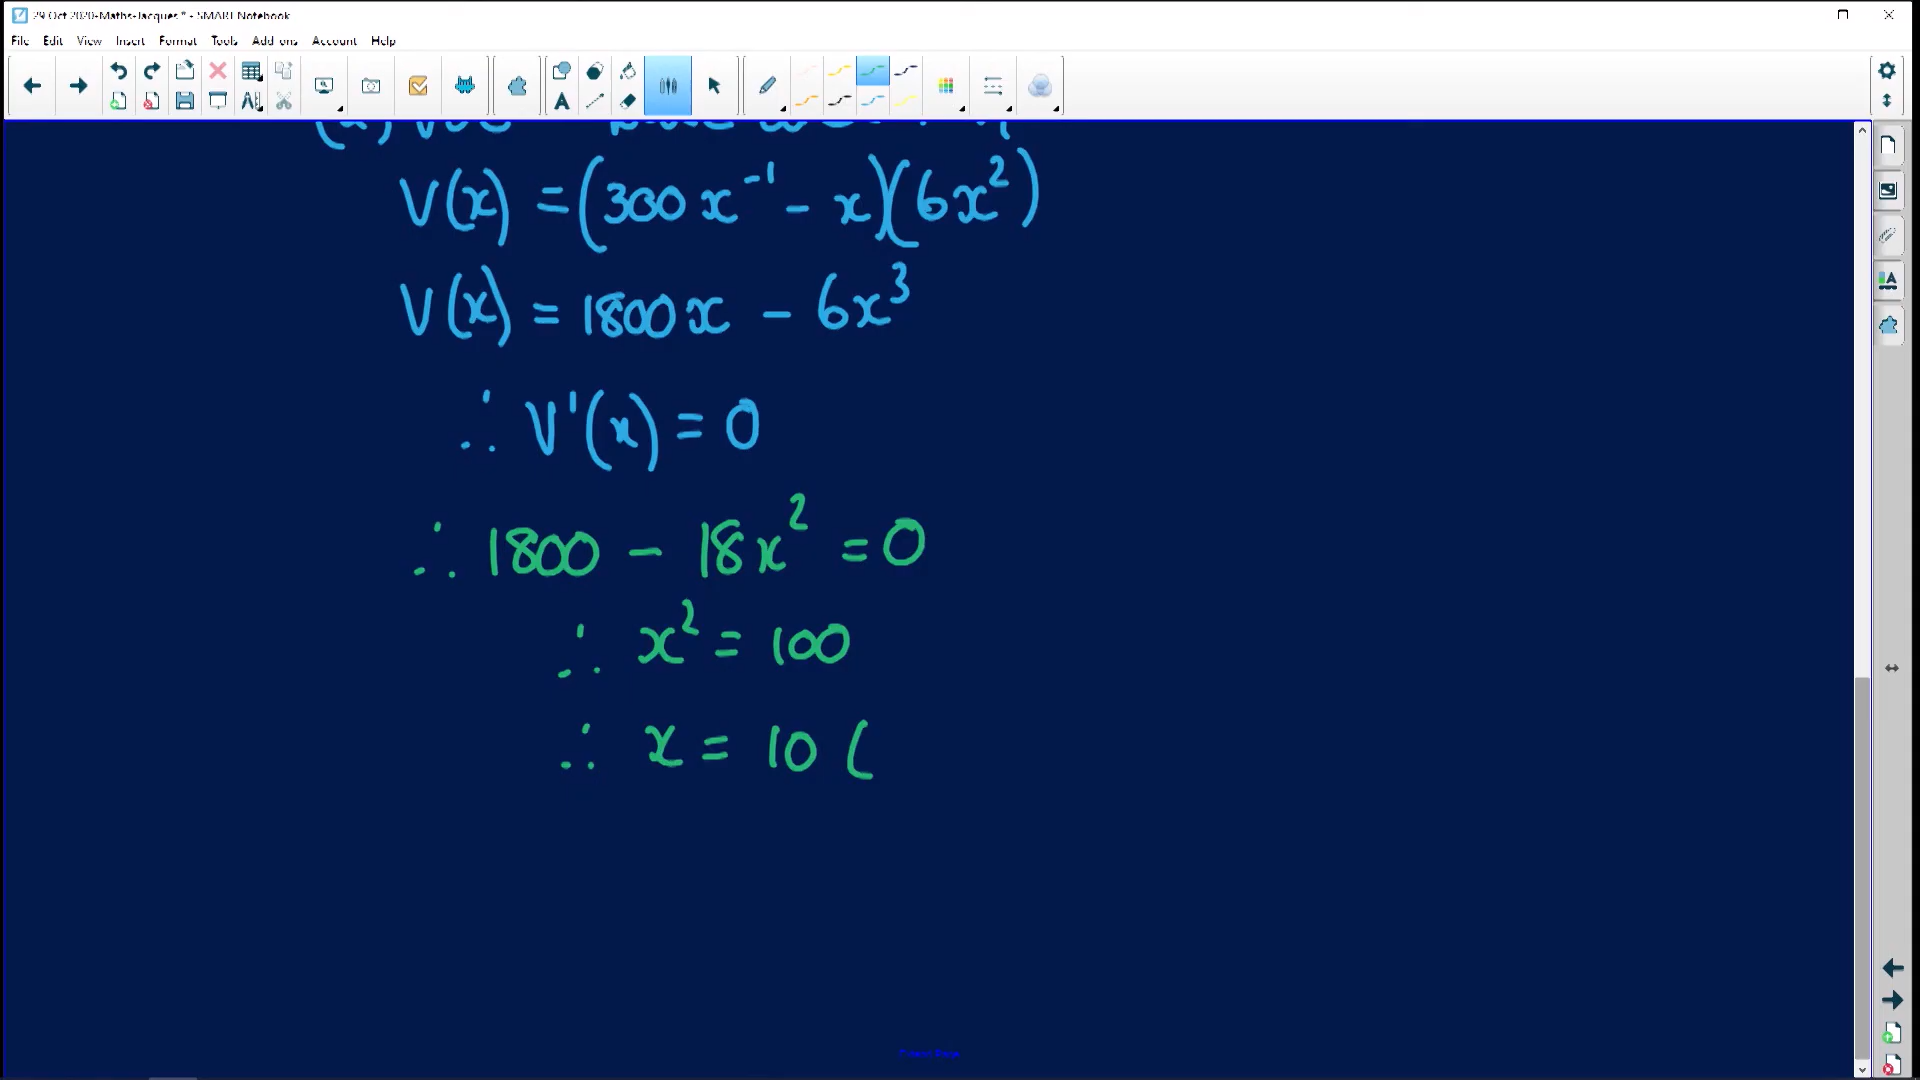 29 Oct 2020-Maths-Jacques * - SMART Notebook
File Edit View Insert Format Tools Add-ons Account Help
V(x) = (300x⁻¹ - x)(6x²)
V(x) = 1800x - 6x³
∴ V'(x) = 0
∴ 1800 - 18x² = 0
∴ x² = 100
∴ x = 10 (